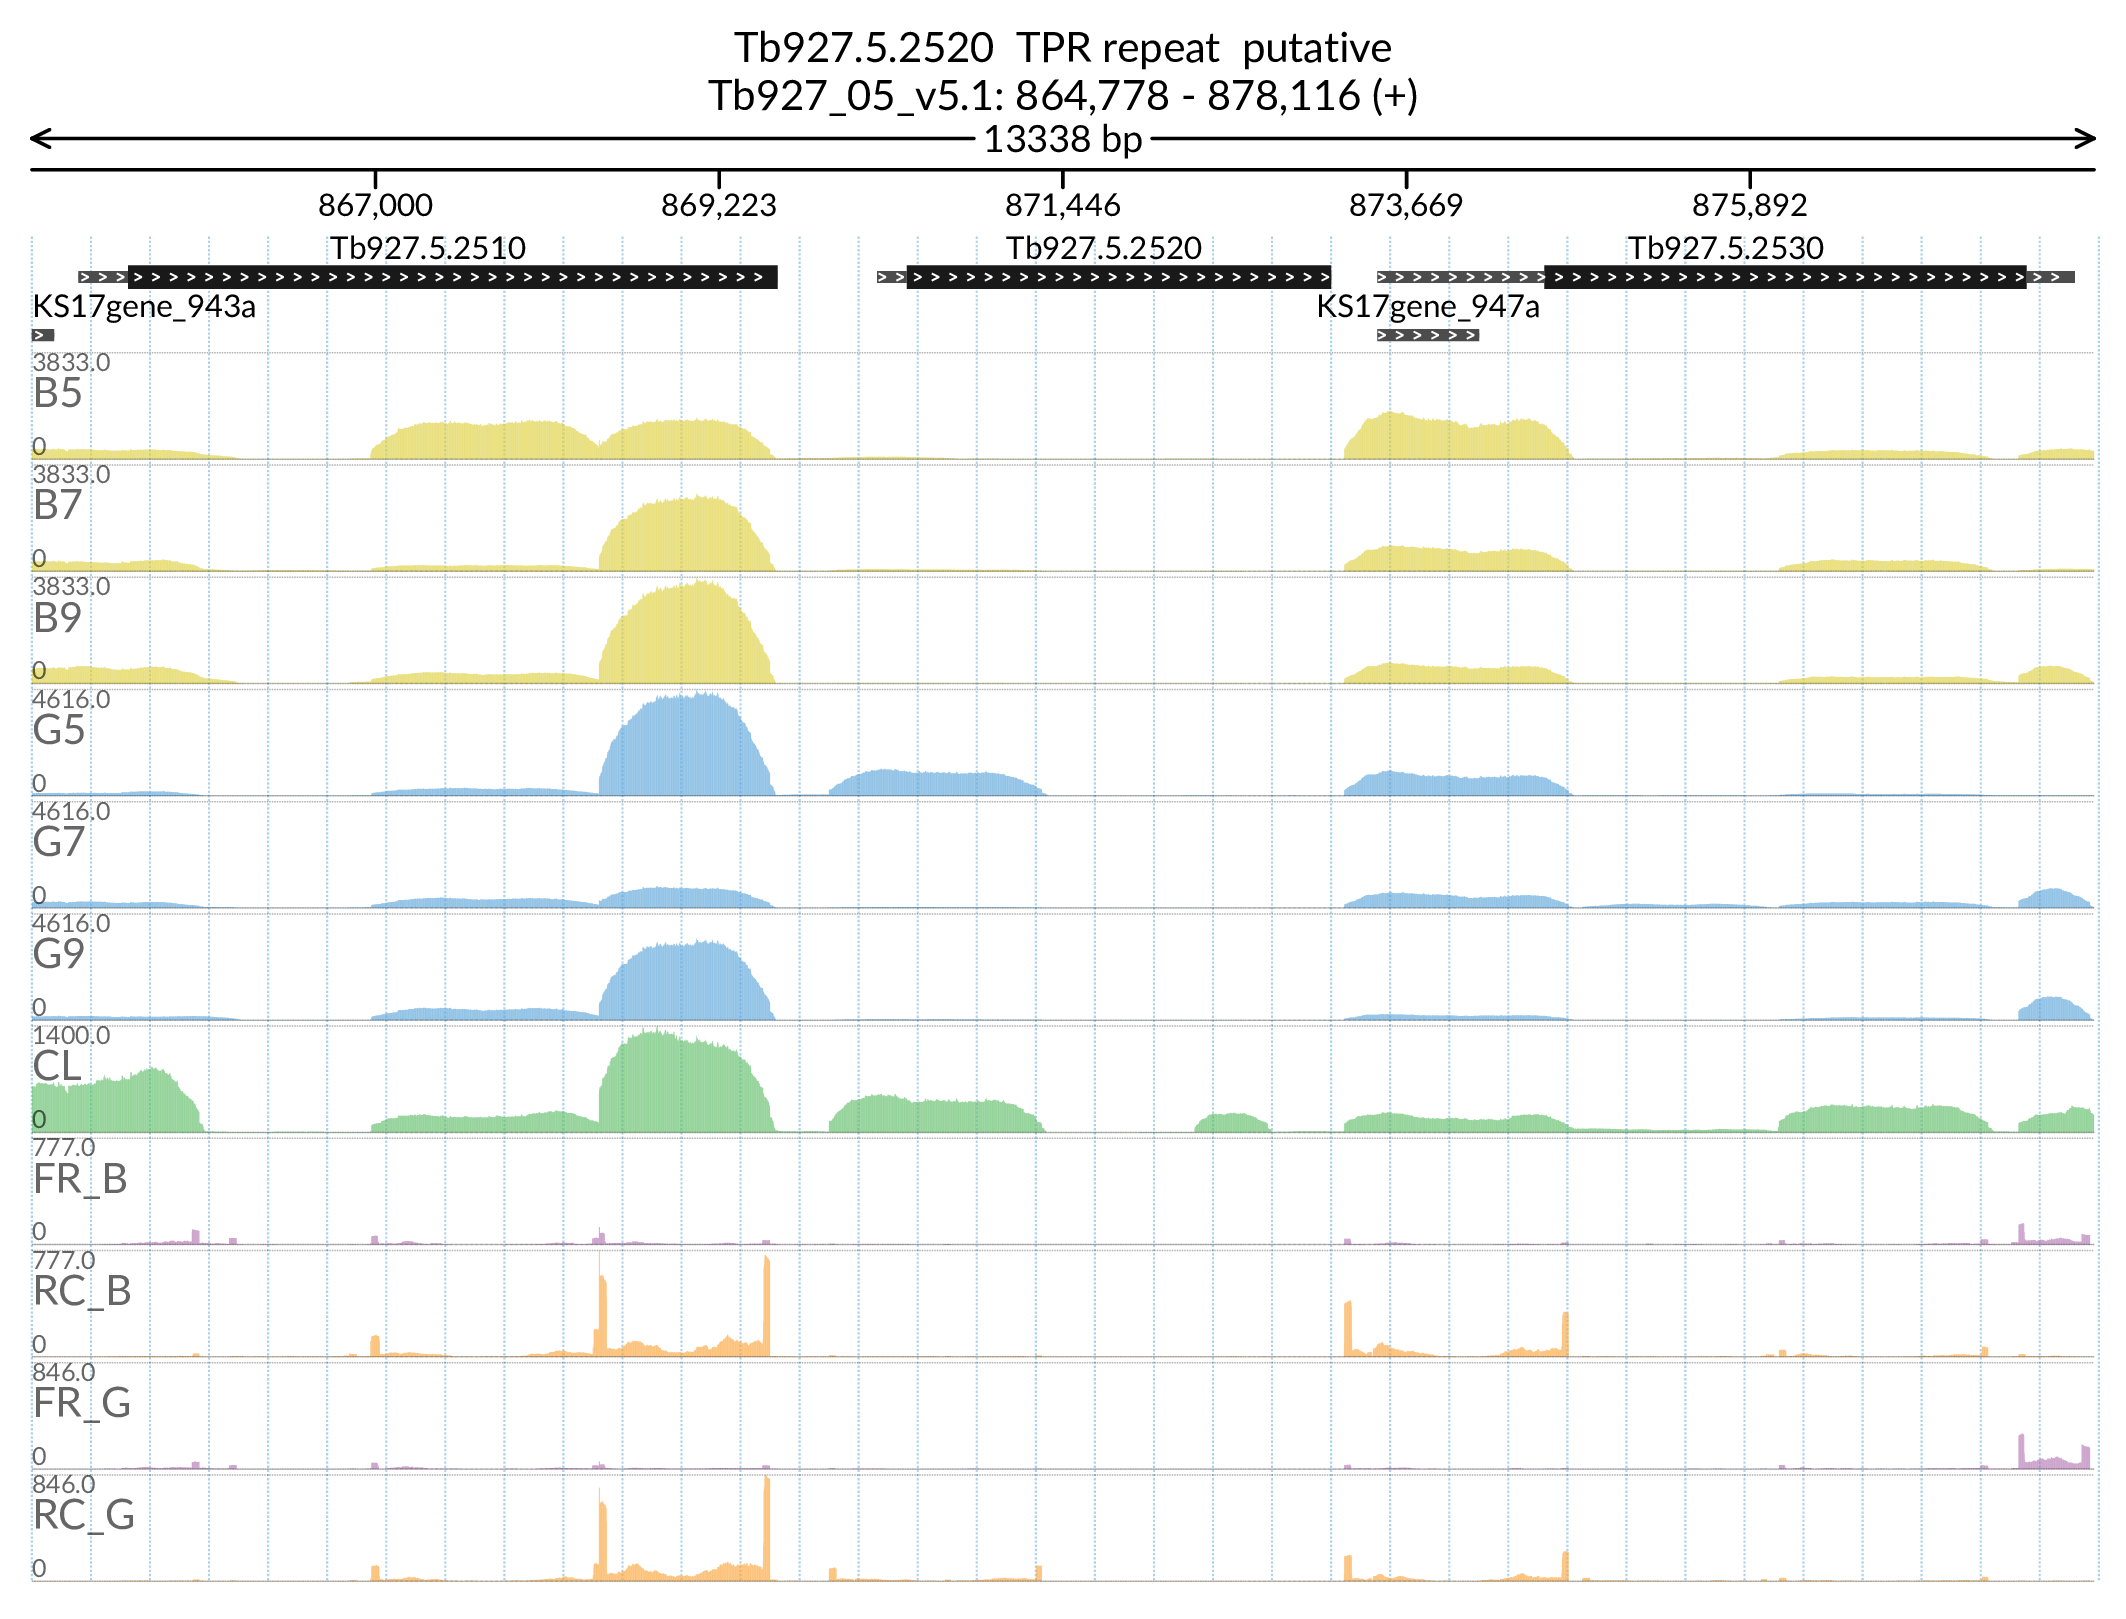 Tb927.5.2520 TPR repeat putative
Tb927_05_v5.1: 864,778 - 878,116 (+)
13338 bp
867,000 869,223 871,446 873,669 875,892
Tb927.5.2510 Tb927.5.2520 Tb927.5.2530
KS17gene_943a KS17gene_947a
3833.0
B5
0
3833.0
B7
0
3833.0
B9
0
4616.0
G5
0
4616.0
G7
0
4616.0
G9
0
1400.0
CL
0
777.0
FR_B
0
777.0
RC_B
0
846.0
FR_G
0
846.0
RC_G
0